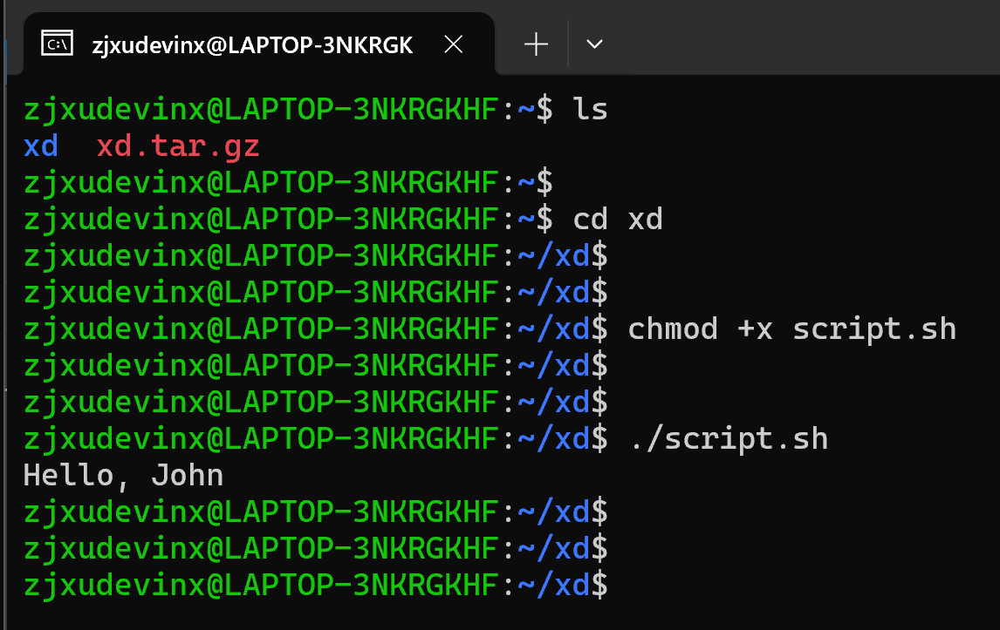 zjxudevinx@LAPTOP-3NKRGK
zjxudevinx@LAPTOP-3NKRGKHF:~$ ls
xd  xd.tar.gz
zjxudevinx@LAPTOP-3NKRGKHF:~$
zjxudevinx@LAPTOP-3NKRGKHF:~$ cd xd
zjxudevinx@LAPTOP-3NKRGKHF:~/xd$
zjxudevinx@LAPTOP-3NKRGKHF:~/xd$
zjxudevinx@LAPTOP-3NKRGKHF:~/xd$ chmod +x script.sh
zjxudevinx@LAPTOP-3NKRGKHF:~/xd$
zjxudevinx@LAPTOP-3NKRGKHF:~/xd$
zjxudevinx@LAPTOP-3NKRGKHF:~/xd$ ./script.sh
Hello, John
zjxudevinx@LAPTOP-3NKRGKHF:~/xd$
zjxudevinx@LAPTOP-3NKRGKHF:~/xd$
zjxudevinx@LAPTOP-3NKRGKHF:~/xd$